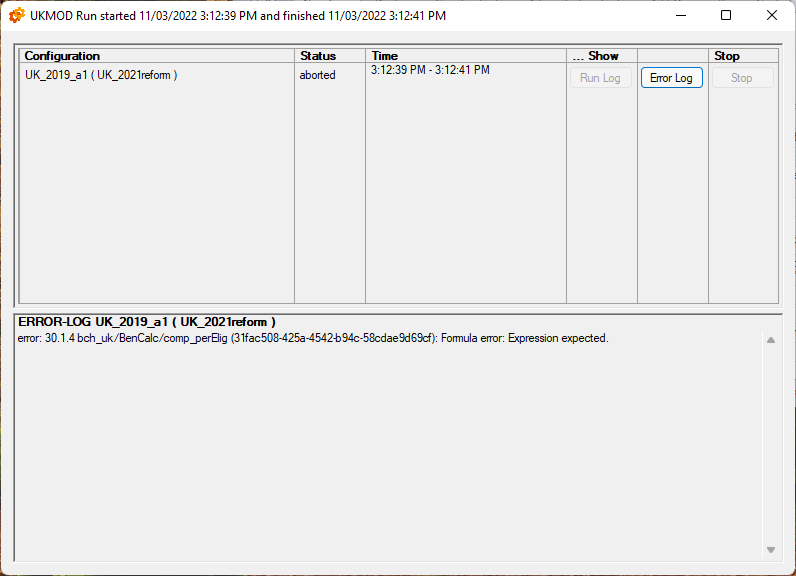 UKMOD Run started 11/03/2022 3:12:39 PM and finished 11/03/2022 3:12:41 PM
Configuration Status Time ... Show Stop
UK_2019_a1 ( UK_2021reform ) aborted 3:12:39 PM - 3:12:41 PM Run Log Error Log Stop
ERROR-LOG UK_2019_a1 ( UK_2021reform )
error: 30.1.4 bch_uk/BenCalc/comp_perElig (31fac508-425a-4542-b94c-58cdae9d69cf): Formula error: Expression expected.